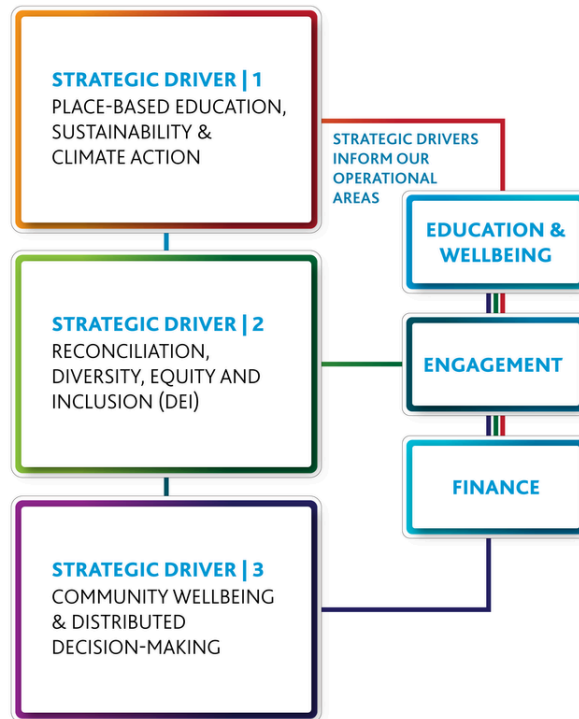 STRATEGIC DRIVER | 1
PLACE-BASED EDUCATION,
SUSTAINABILITY &
CLIMATE ACTION
STRATEGIC DRIVERS
INFORM OUR
OPERATIONAL
AREAS
EDUCATION &
WELLBEING
STRATEGIC DRIVER | 2
RECONCILIATION,
DIVERSITY, EQUITY AND
INCLUSION (DEI)
ENGAGEMENT
FINANCE
STRATEGIC DRIVER | 3
COMMUNITY WELLBEING
& DISTRIBUTED
DECISION-MAKING